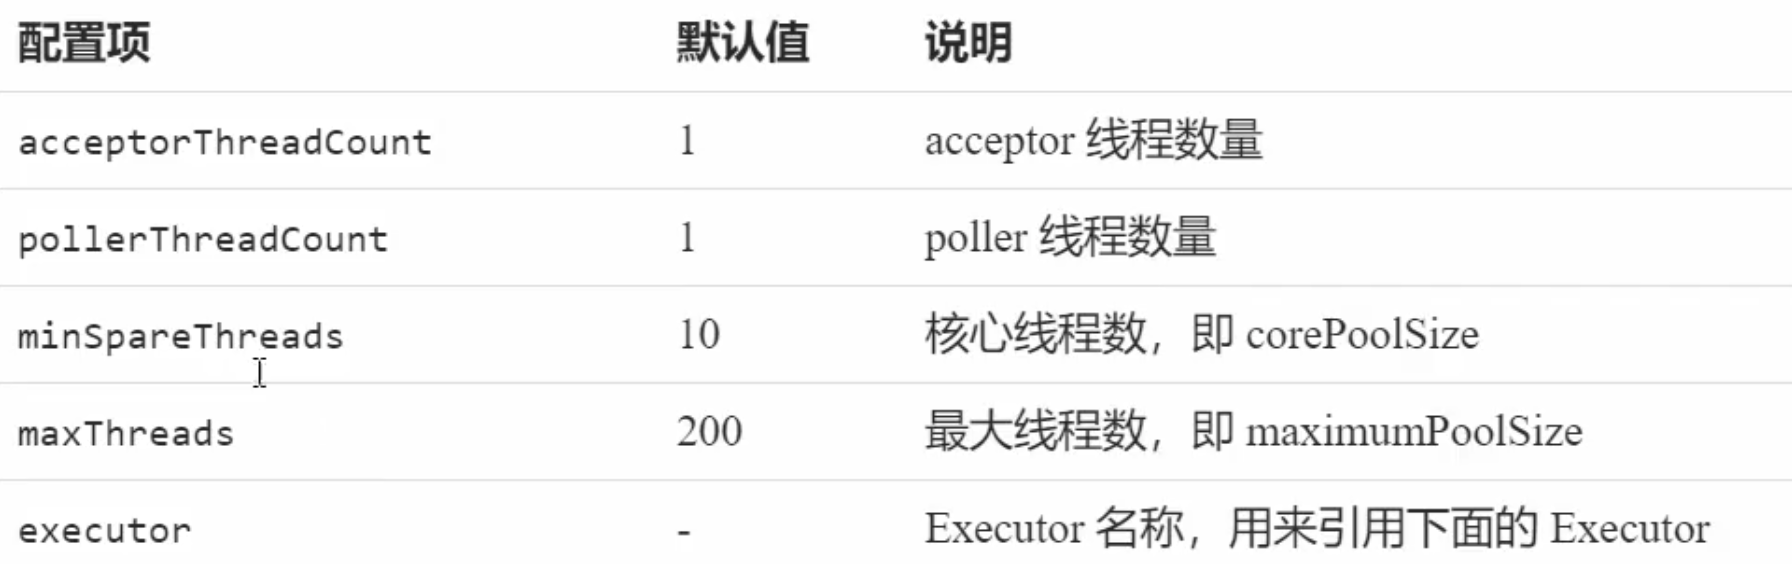 配置项 默认值 说明
acceptorThreadCount 1 acceptor 线程数量
pollerThreadCount 1 poller 线程数量
minSpareThreads 10 核心线程数，即 corePoolSize
maxThreads 200 最大线程数，即 maximumPoolSize
executor - Executor 名称，用来引用下面的 Executor